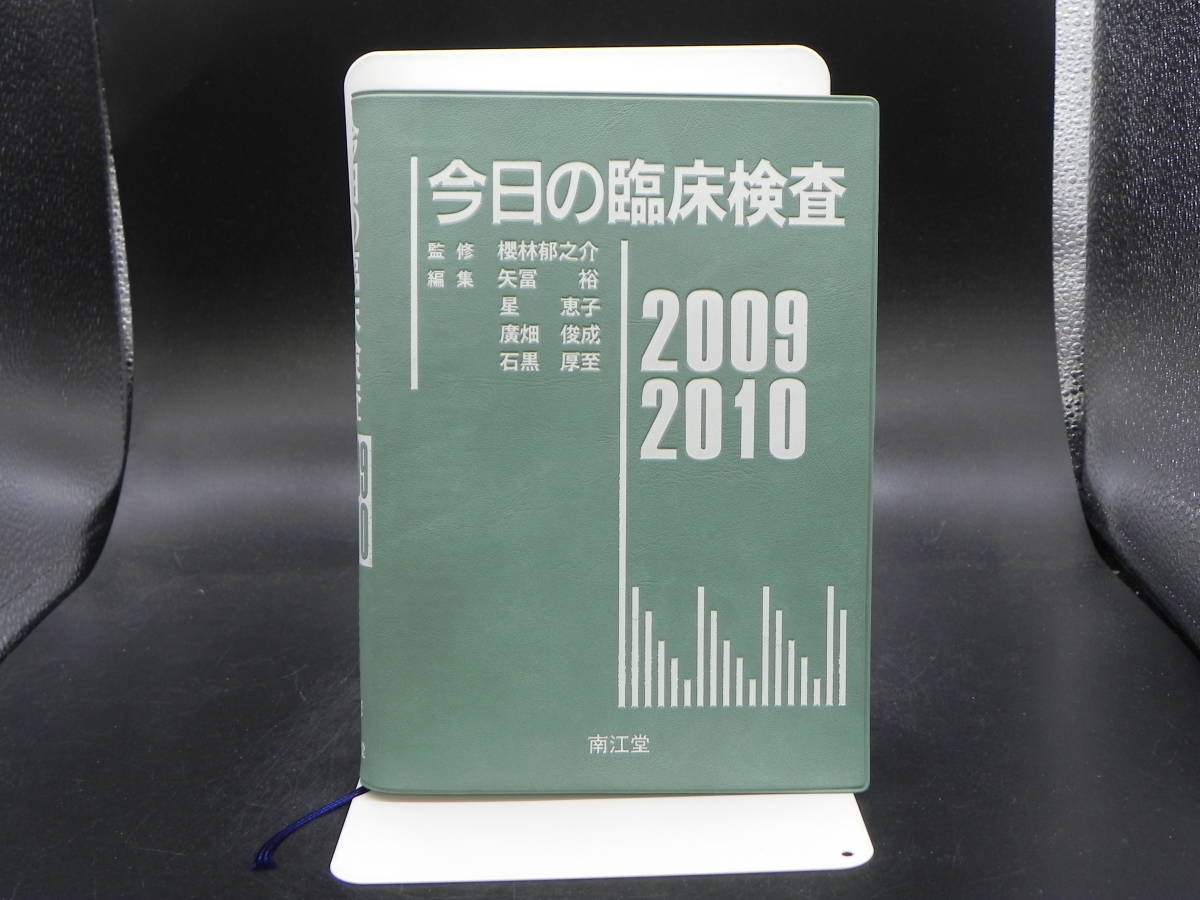 今日の臨床検査
監修 櫻林郁之介
編集 矢冨 裕
星 恵子
廣畑 俊成
石黒 厚至
2009
2010
南江堂